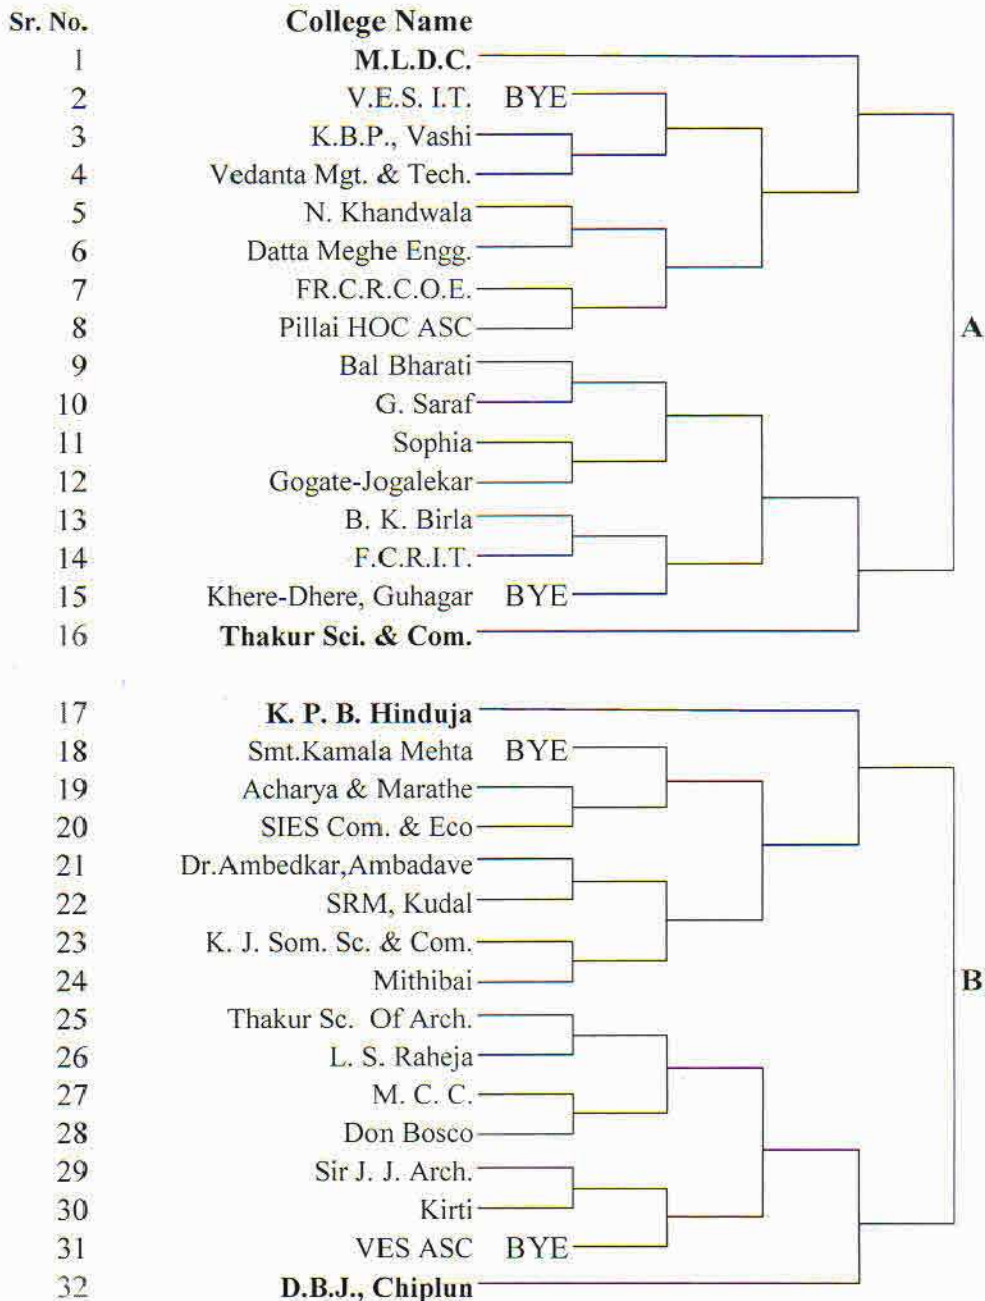 Sr. No. College Name
1 M.L.D.C.
2 V.E.S. I.T. BYE
3 K.B.P., Vashi
4 Vedanta Mgt. & Tech.
5 N. Khandwala
6 Datta Meghe Engg.
7 FR.C.R.C.O.E.
8 Pillai HOC ASC
A
9 Bal Bharati
10 G. Saraf
11 Sophia
12 Gogate-Jogalekar
13 B. K. Birla
14 F.C.R.I.T.
15 Khere-Dhere, Guhagar BYE
16 Thakur Sci. & Com.
17 K. P. B. Hinduja
18 Smt.Kamala Mehta BYE
19 Acharya & Marathe
20 SIES Com. & Eco
21 Dr.Ambedkar,Ambadave
22 SRM, Kudal
23 K. J. Som. Sc. & Com.
24 Mithibai B
25 Thakur Sc. Of Arch.
26 L. S. Raheja
27 M. C. C.
28 Don Bosco
29 Sir J. J. Arch.
30 Kirti
31 VES ASC BYE
32 D.B.J., Chiplun